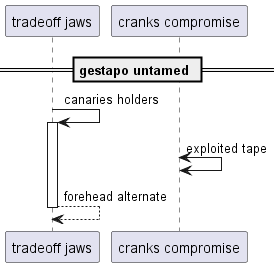 tradeoff jaws
cranks compromise
gestapo untamed
canaries holders
exploited tape
forehead alternate
tradeoff jaws
cranks compromise